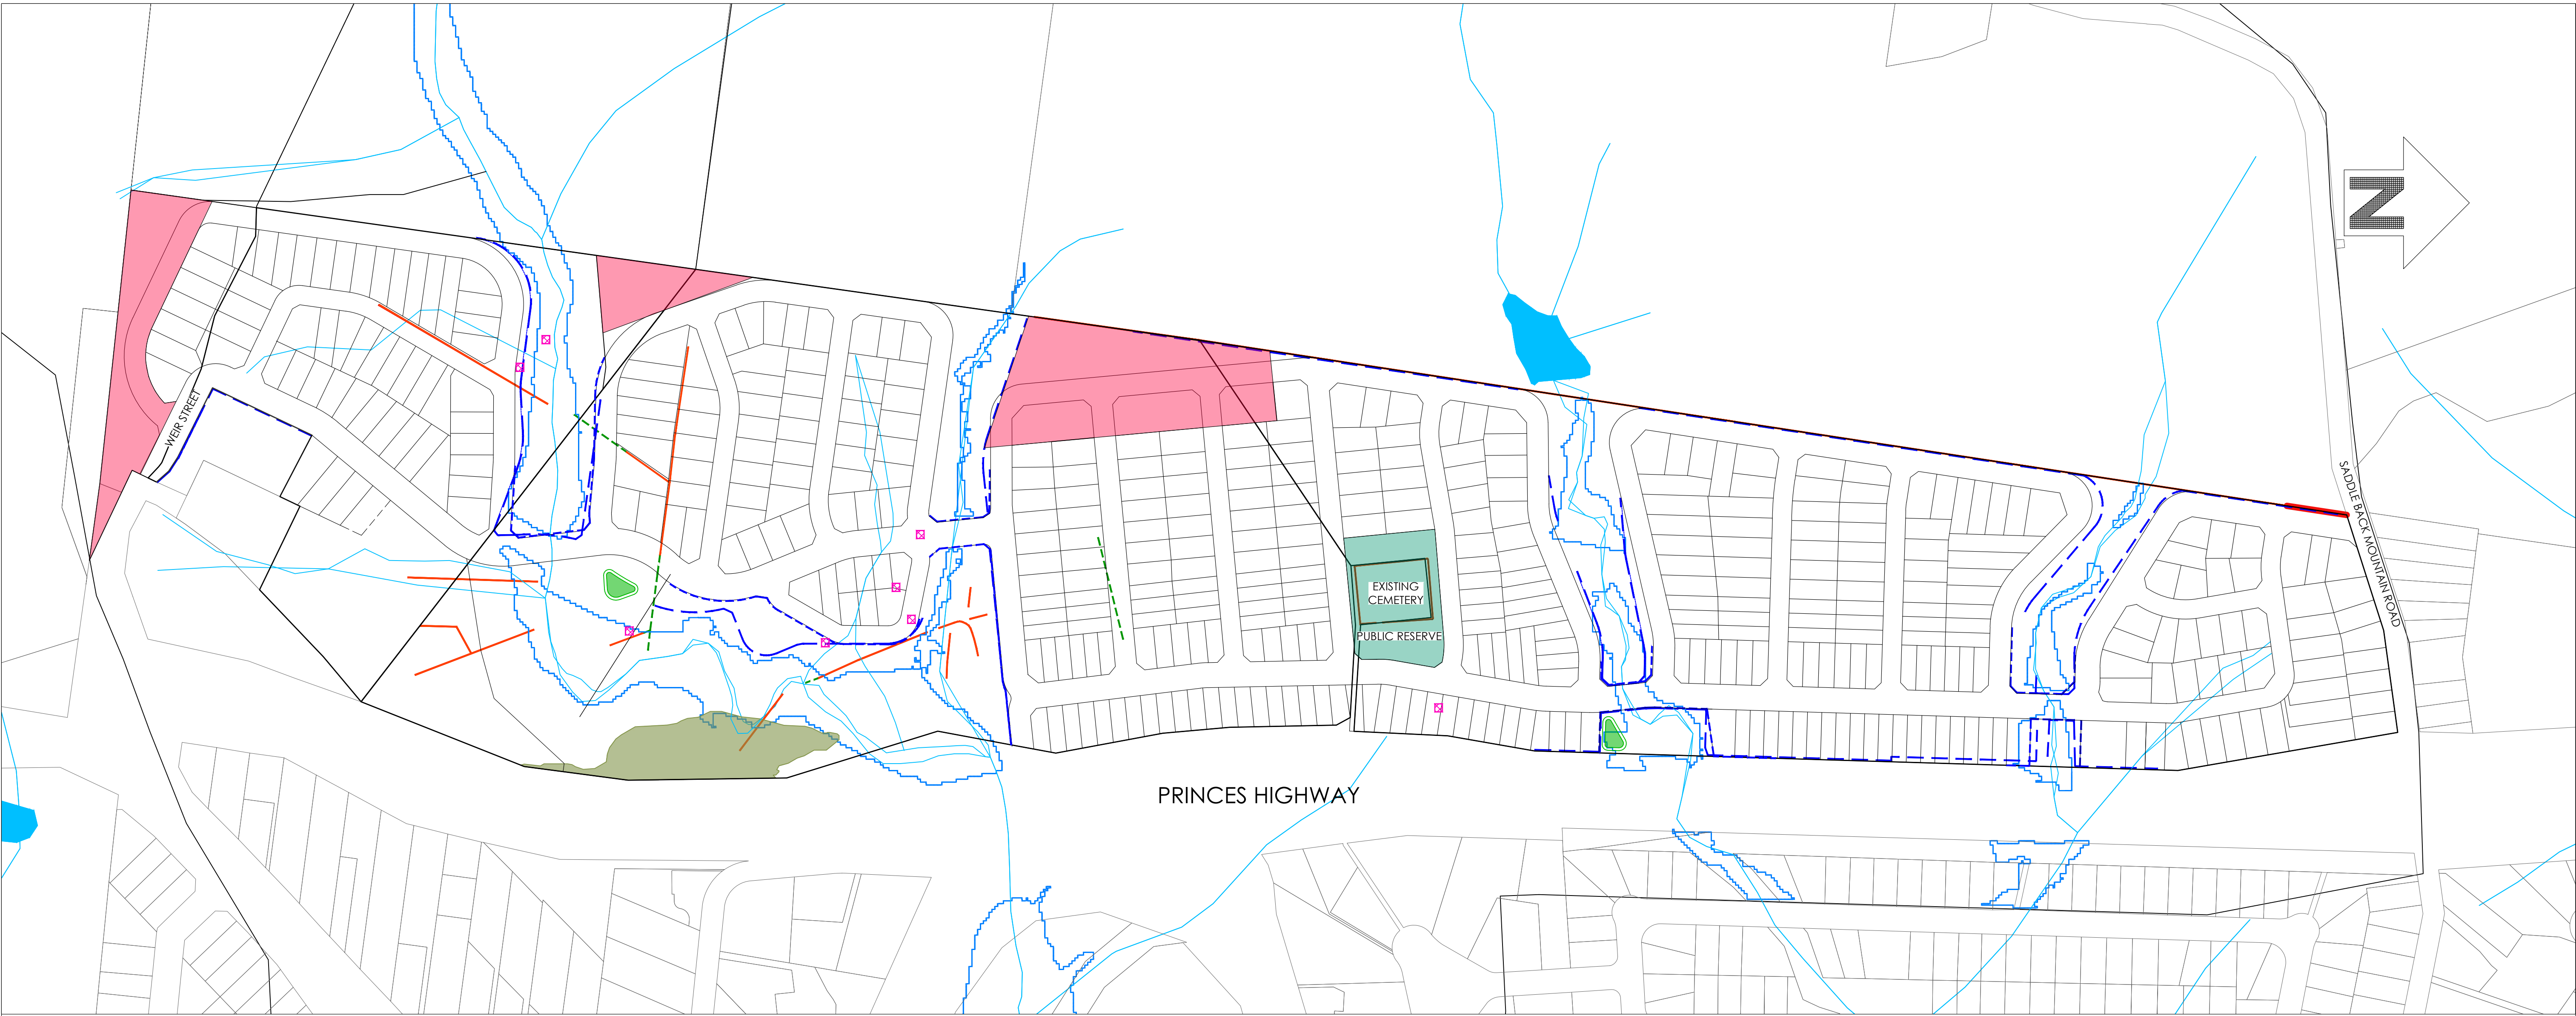 N
WEIR STREET
SADDLE BACK MOUNTAIN ROAD
EXISTING
CEMETERY
PUBLIC RESERVE
PRINCES HIGHWAY